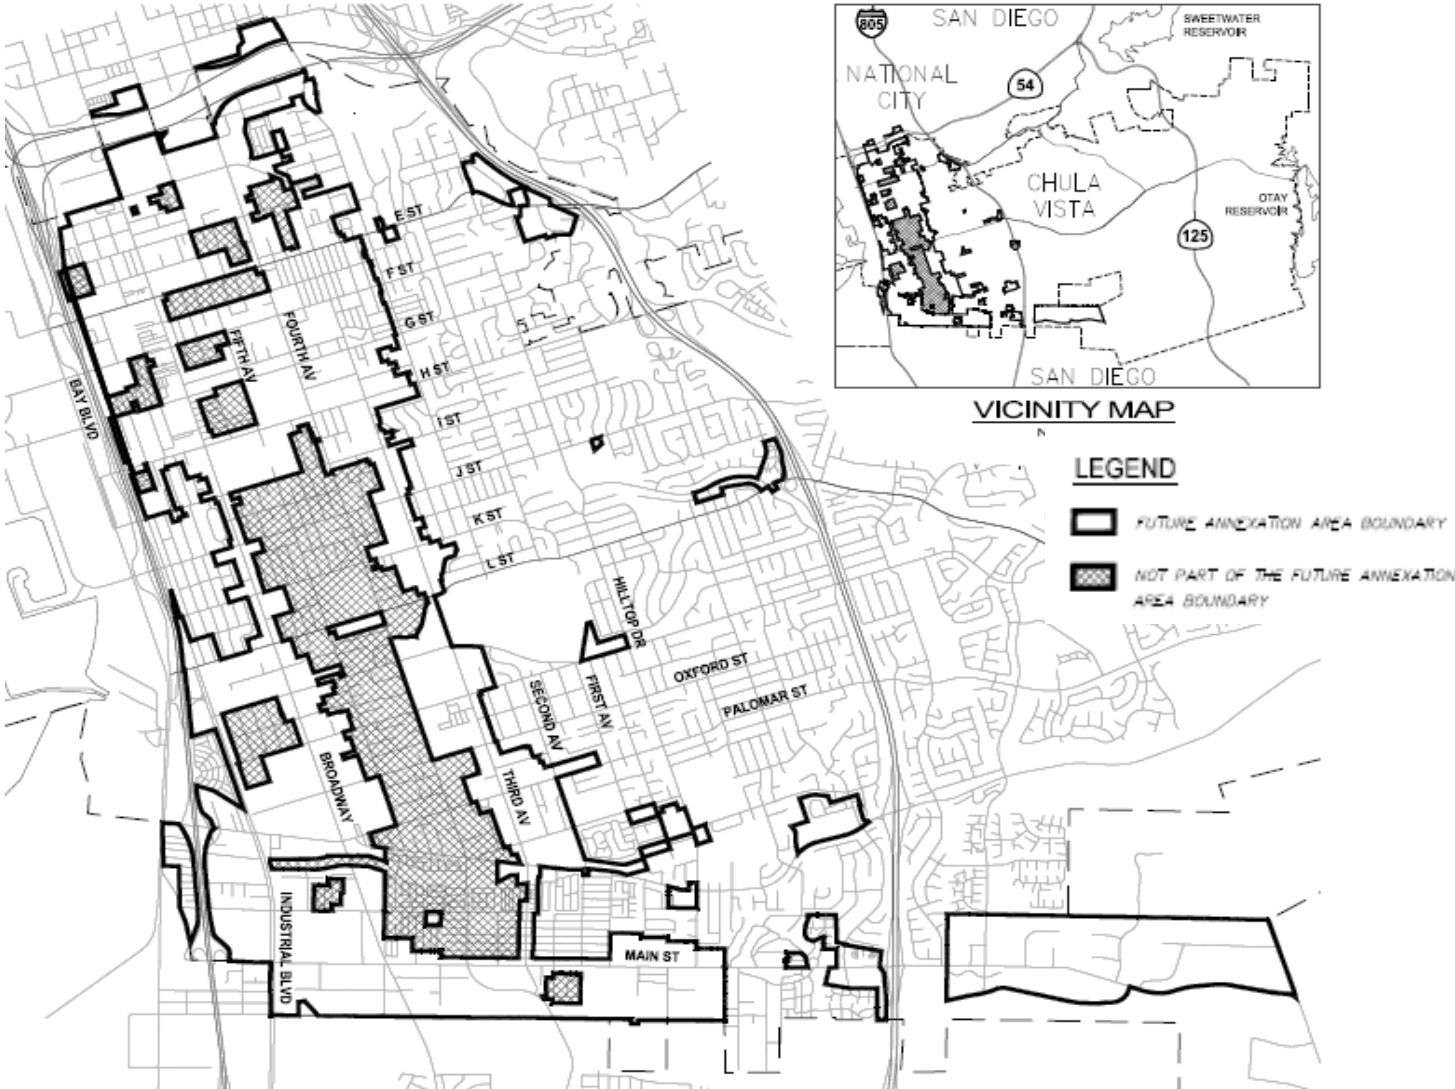 805
SAN DIEGO
SWEETWATER
RESERVOIR
NATIONAL
CITY
54
CHULA
VISTA
OTAY
RESERVOIR
125
SAN DIEGO
VICINITY MAP
N
LEGEND
FUTURE ANNEXATION AREA BOUNDARY
NOT PART OF THE FUTURE ANNEXATION
AREA BOUNDARY
E ST
F ST
G ST
H ST
I ST
J ST
K ST
L ST
FOURTH AV
FIFTH AV
BAY BLVD
HILLTOP DR
OXFORD ST
PALOMAR ST
FIRST AV
SECOND AV
THIRD AV
BROADWAY
INDUSTRIAL BLVD
MAIN ST